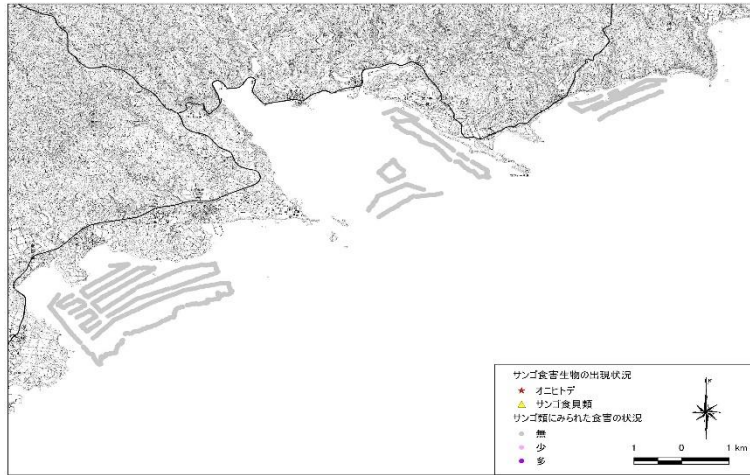 サンゴ食害生物の出現状況
オニヒトデ
サンゴ食貝類
サンゴ類にみられた食害の状況
無
少
多
1 0 1 km